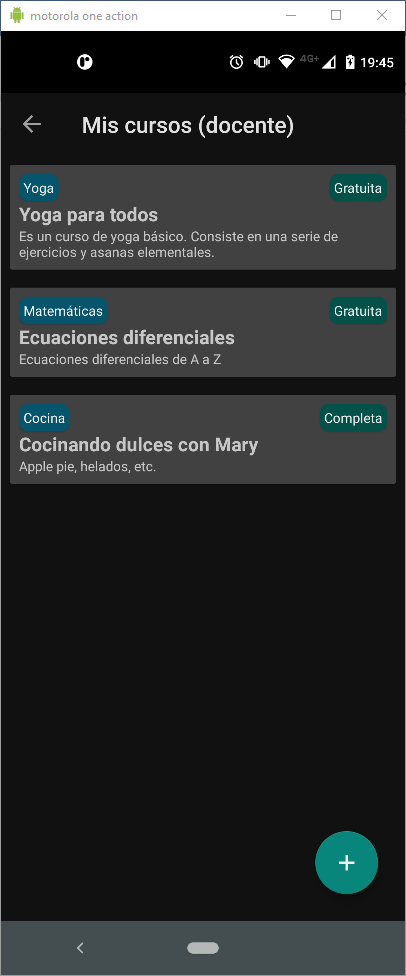 motorola one action
4G+ 19:45
Mis cursos (docente)
Yoga Gratuita
Yoga para todos
Es un curso de yoga básico. Consiste en una serie de
ejercicios y asanas elementales.
Matemáticas Gratuita
Ecuaciones diferenciales
Ecuaciones diferenciales de A a Z
Cocina Completa
Cocinando dulces con Mary
Apple pie, helados, etc.
+